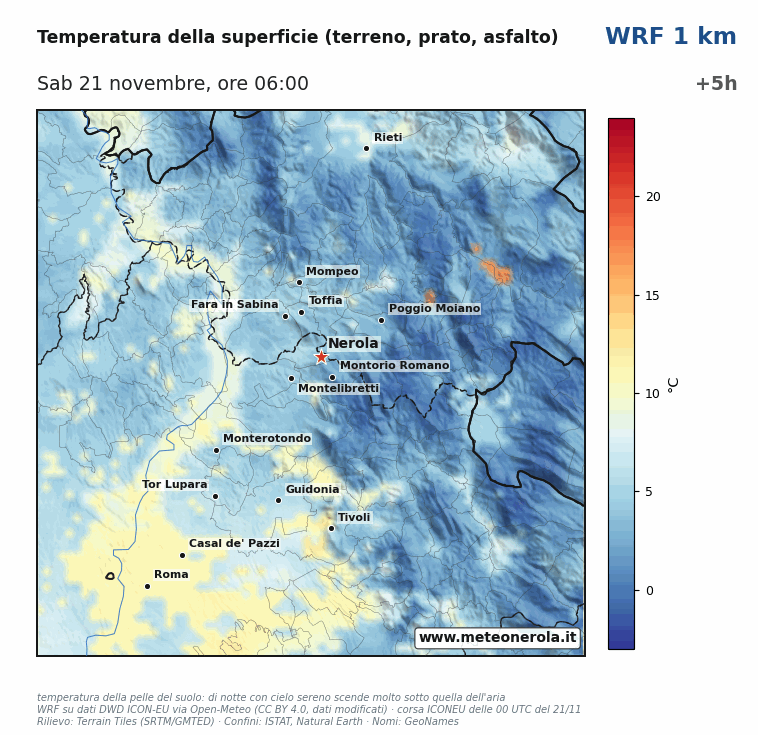 Temperatura della superficie (terreno, prato, asfalto)
WRF 1 km
Sab 21 novembre, ore 06:00
+5h
Rieti
Mompeo
Fara in Sabina
Toffia
Poggio Moiano
Nerola
Montorio Romano
Montelibretti
Monterotondo
Tor Lupara
Guidonia
Tivoli
Casal de' Pazzi
Roma
www.meteonerola.it
20
15
10
5
0
°C
temperatura della pelle del suolo: di notte con cielo sereno scende molto sotto quella dell'aria
WRF su dati DWD ICON-EU via Open-Meteo (CC BY 4.0, dati modificati) · corsa ICONEU delle 00 UTC del 21/11
Rilievo: Terrain Tiles (SRTM/GMTED) · Confini: ISTAT, Natural Earth · Nomi: GeoNames